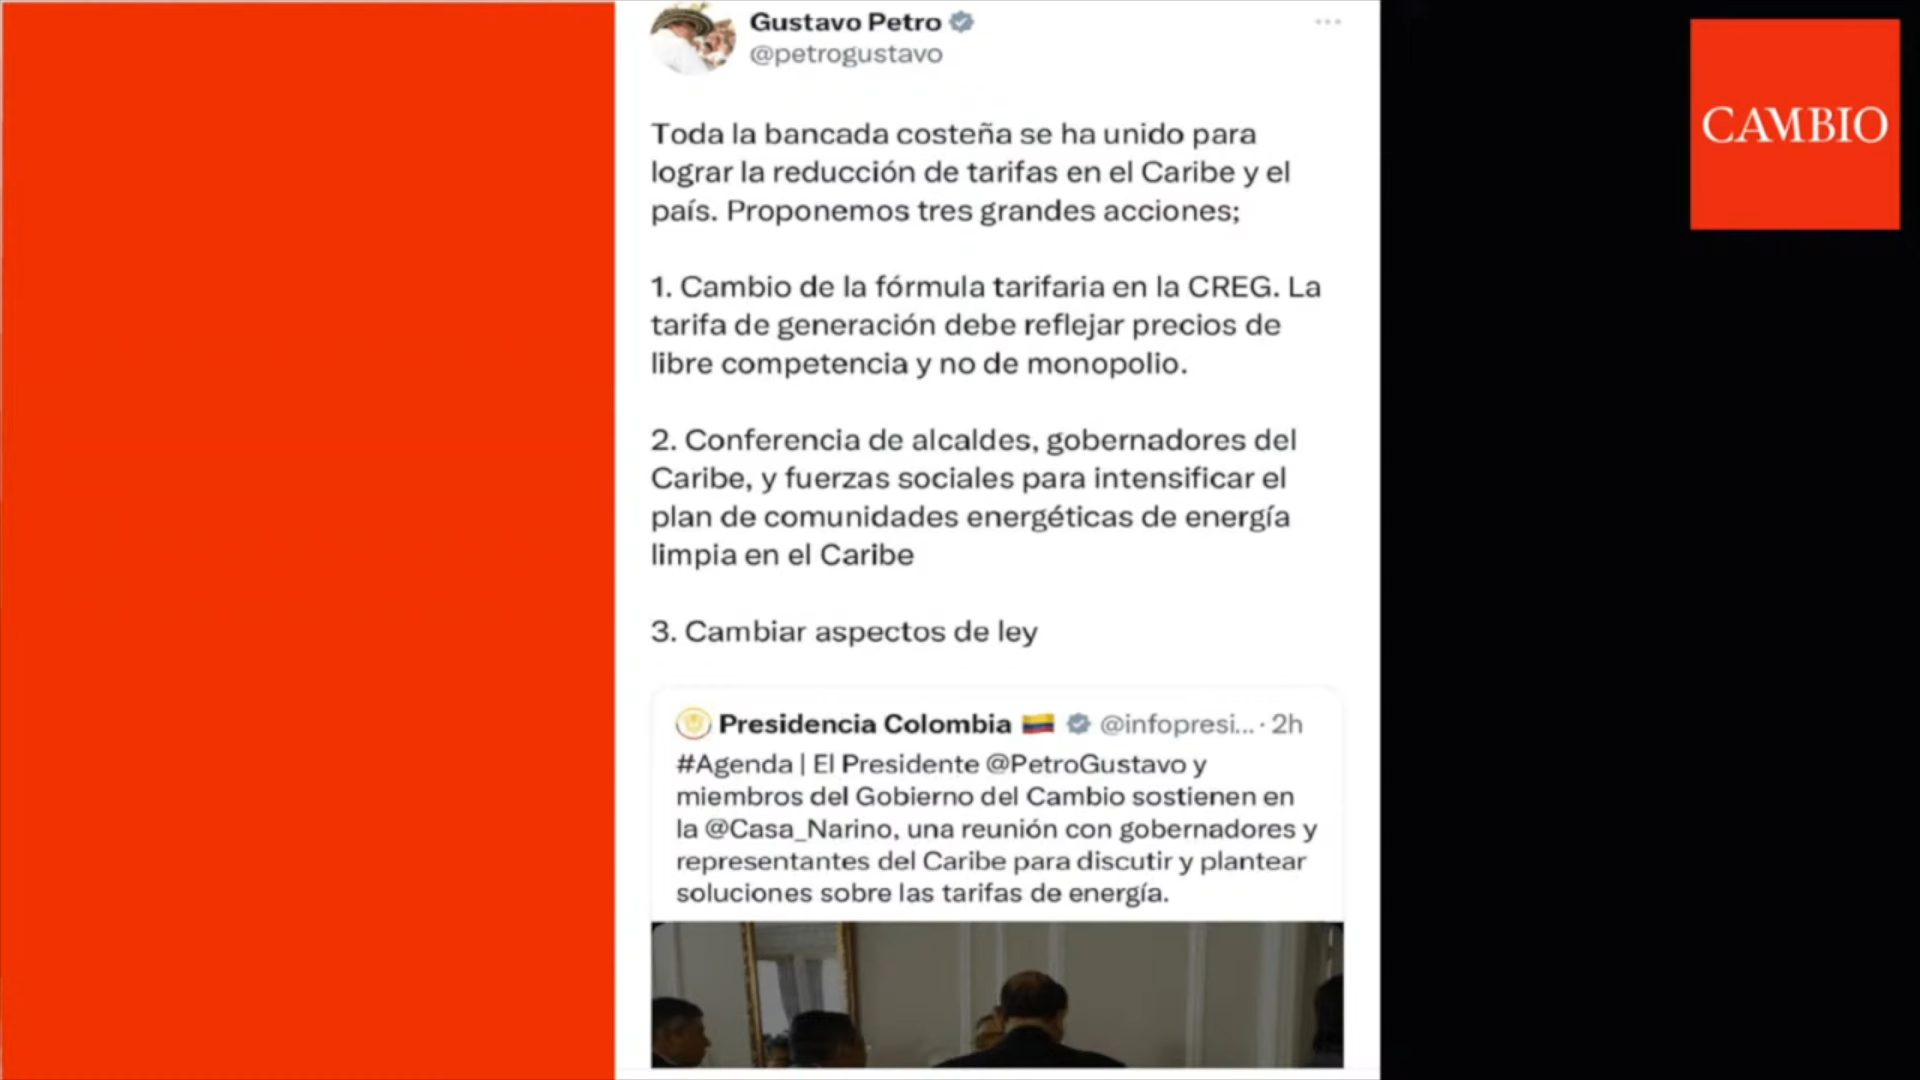 Gustavo Petro
@petrogustavo
CAMBIO
Toda la bancada costeña se ha unido para
lograr la reducción de tarifas en el Caribe y el
país. Proponemos tres grandes acciones;
1. Cambio de la fórmula tarifaria en la CREG. La
tarifa de generación debe reflejar precios de
libre competencia y no de monopolio.
2. Conferencia de alcaldes, gobernadores del
Caribe, y fuerzas sociales para intensificar el
plan de comunidades energéticas de energía
limpia en el Caribe
3. Cambiar aspectos de ley
Presidencia Colombia 🇨🇴 @infopresi... · 2h
#Agenda | El Presidente @PetroGustavo y
miembros del Gobierno del Cambio sostienen en
la @Casa_Narino, una reunión con gobernadores y
representantes del Caribe para discutir y plantear
soluciones sobre las tarifas de energía.